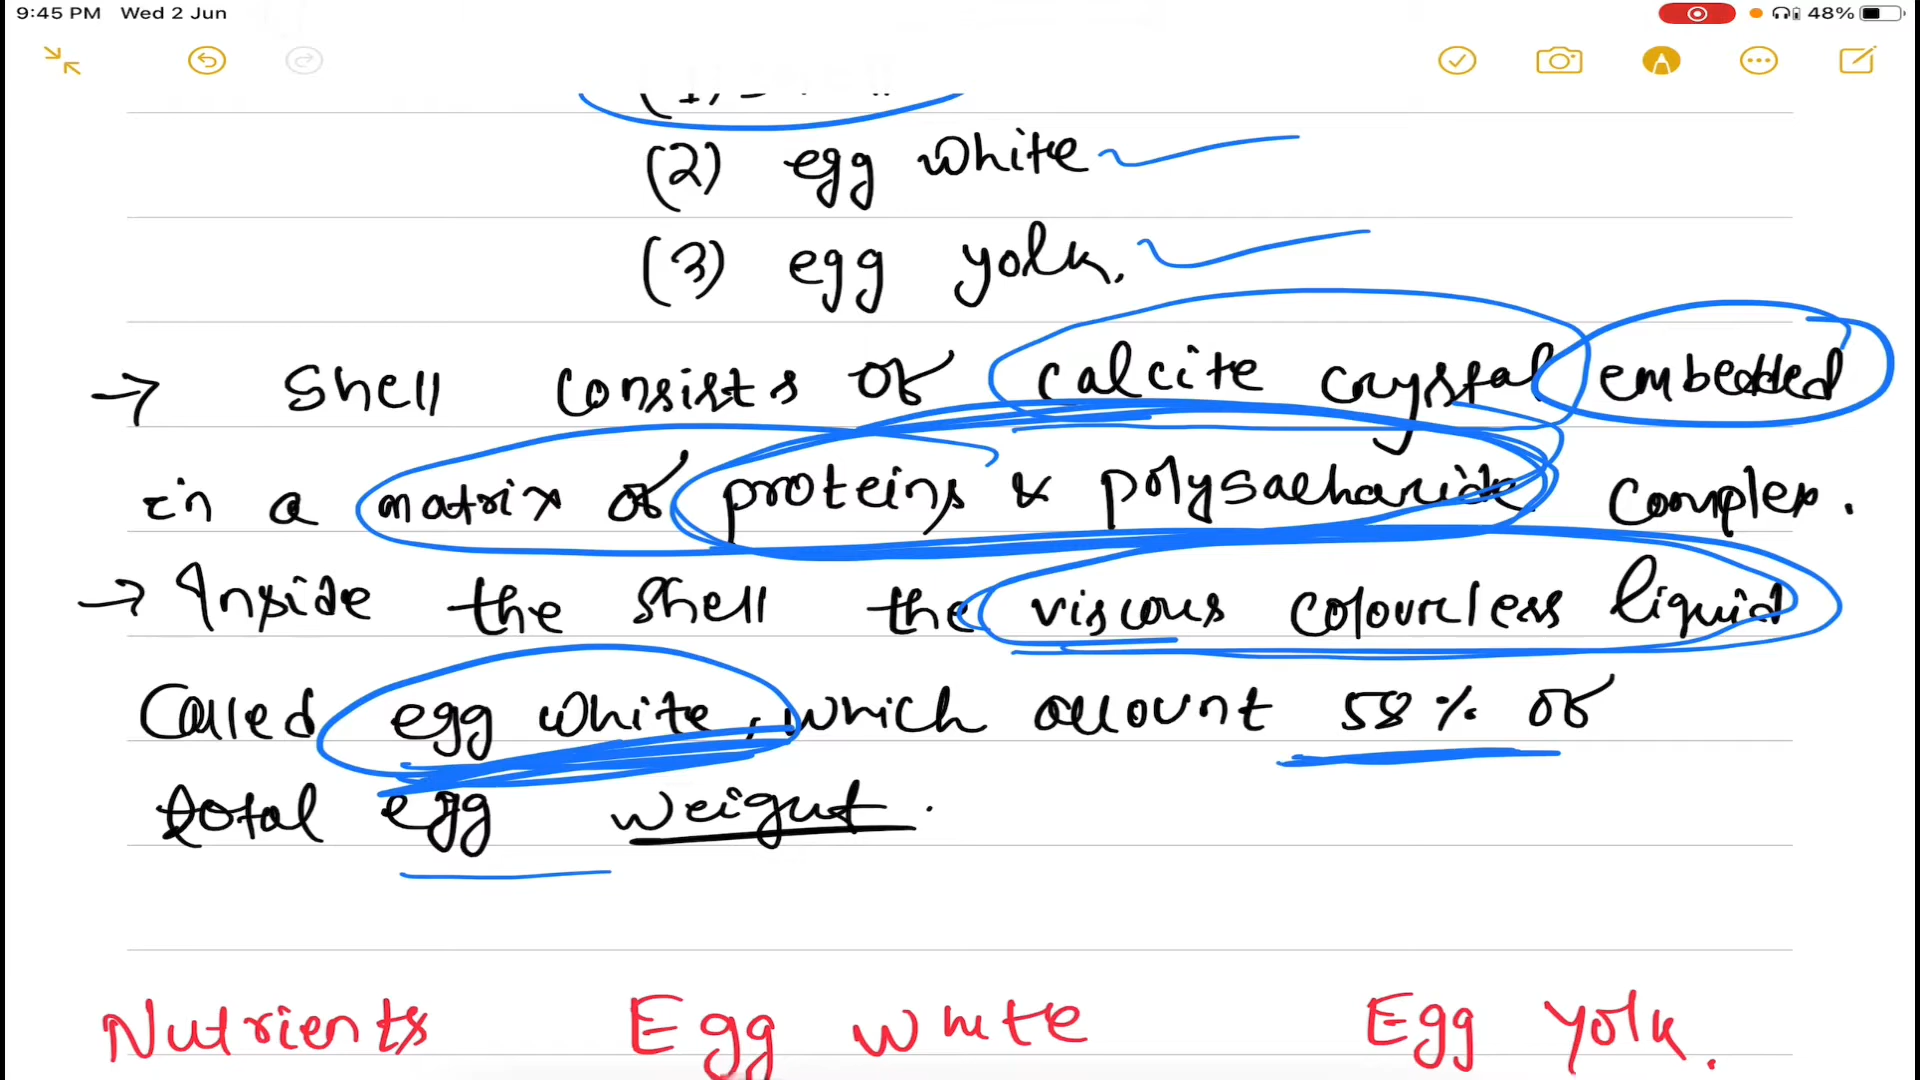 9:45 PM Wed 2 Jun
48%
(2) egg white
(3) egg yolk.
→ Shell consists of calcite crystal embedded
in a matrix of proteins & polysaccharide complex.
→ Inside the shell the viscous colourless liquid
Called egg white, which allount 58% of
total egg weight.
Nutrients Egg white Egg yolk.